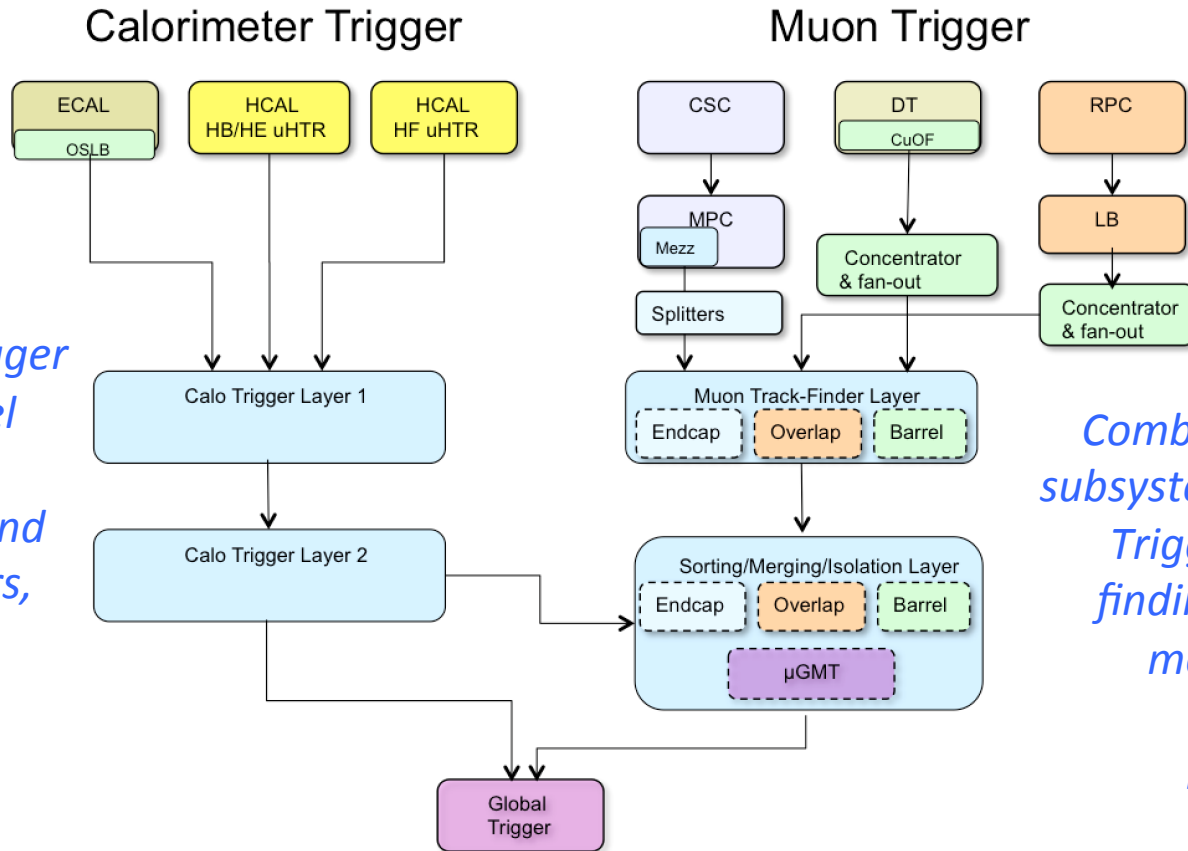 Calorimeter Trigger
Muon Trigger
ECAL
OSLB
HCAL
HB/HE uHTR
HCAL
HF uHTR
CSC
DT
CuOF
RPC
MPC
Mezz
LB
Concentrator
& fan-out
Splitters
Concentrator
& fan-out
Calo Trigger Layer 1
Muon Track-Finder Layer
Endcap
Overlap
Barrel
Calo Trigger Layer 2
Sorting/Merging/Isolation Layer
Endcap
Overlap
Barrel
µGMT
Global
Trigger